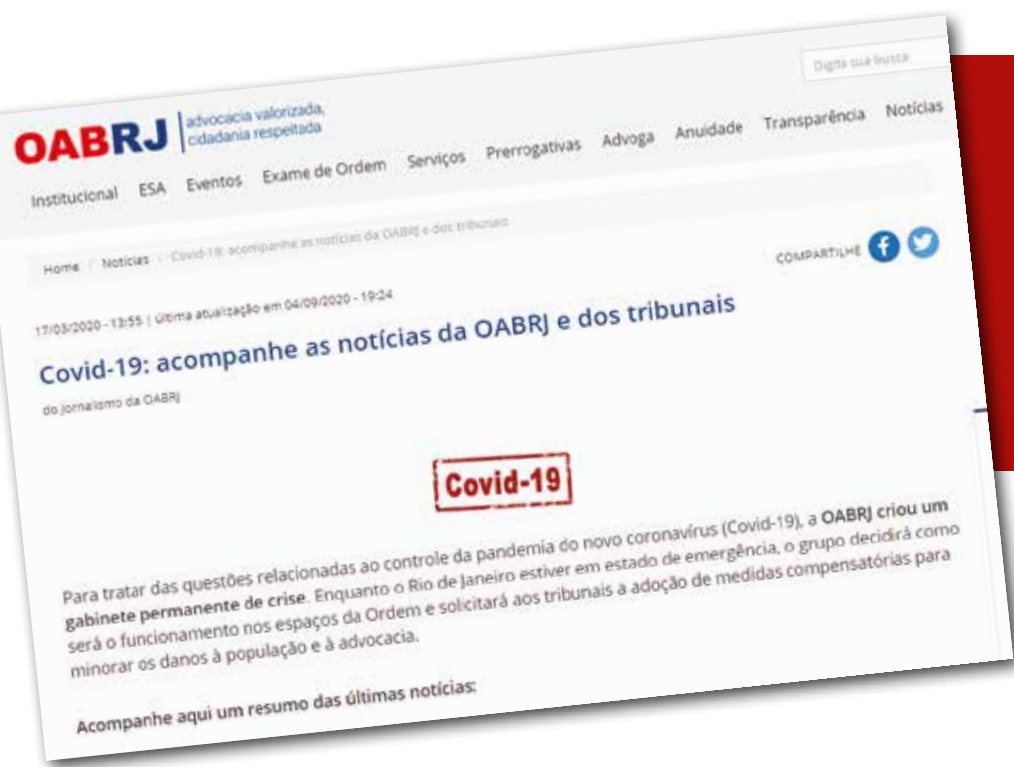 Digita sua busca
OABRJ
advocacia valorizada,
cidadania respeitada
Institucional ESA Eventos Exame de Ordem Serviços Prerrogativas Advoga Anuidade Transparência Notícias
Home / Notícias / Covid-19: acompanhe as notícias da OABRJ e dos tribunais
COMPARTILHE
17/03/2020 - 13:55 | Última atualização em 04/09/2020 - 19:24
Covid-19: acompanhe as notícias da OABRJ e dos tribunais
do Jornalismo da OABRJ
Covid-19
Para tratar das questões relacionadas ao controle da pandemia do novo coronavírus (Covid-19), a OABRJ criou um
gabinete permanente de crise. Enquanto o Rio de Janeiro estiver em estado de emergência, o grupo decidirá como
será o funcionamento nos espaços da Ordem e solicitará aos tribunais a adoção de medidas compensatórias para
minorar os danos à população e à advocacia.
Acompanhe aqui um resumo das últimas notícias: